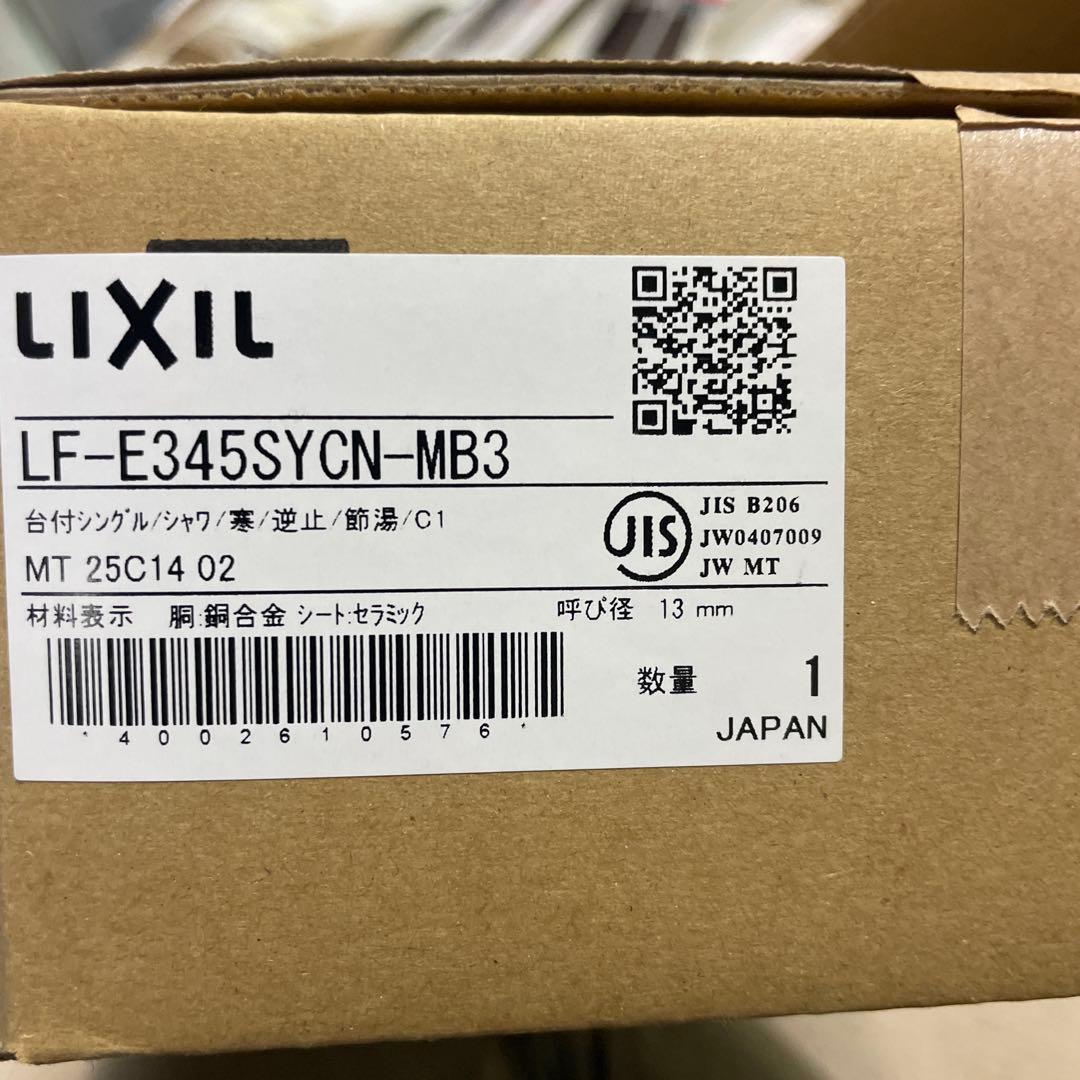 LIXIL
LF-E345SYCN-MB3
台付シングル/シャワ/寒/逆止/節湯/C1
MT 25C14 02
JIS
JIS B206
JW0407009
JW MT
材料表示 胴:銅合金 シート:セラミック 呼び径 13 mm
*4002610576*
数量 1
JAPAN